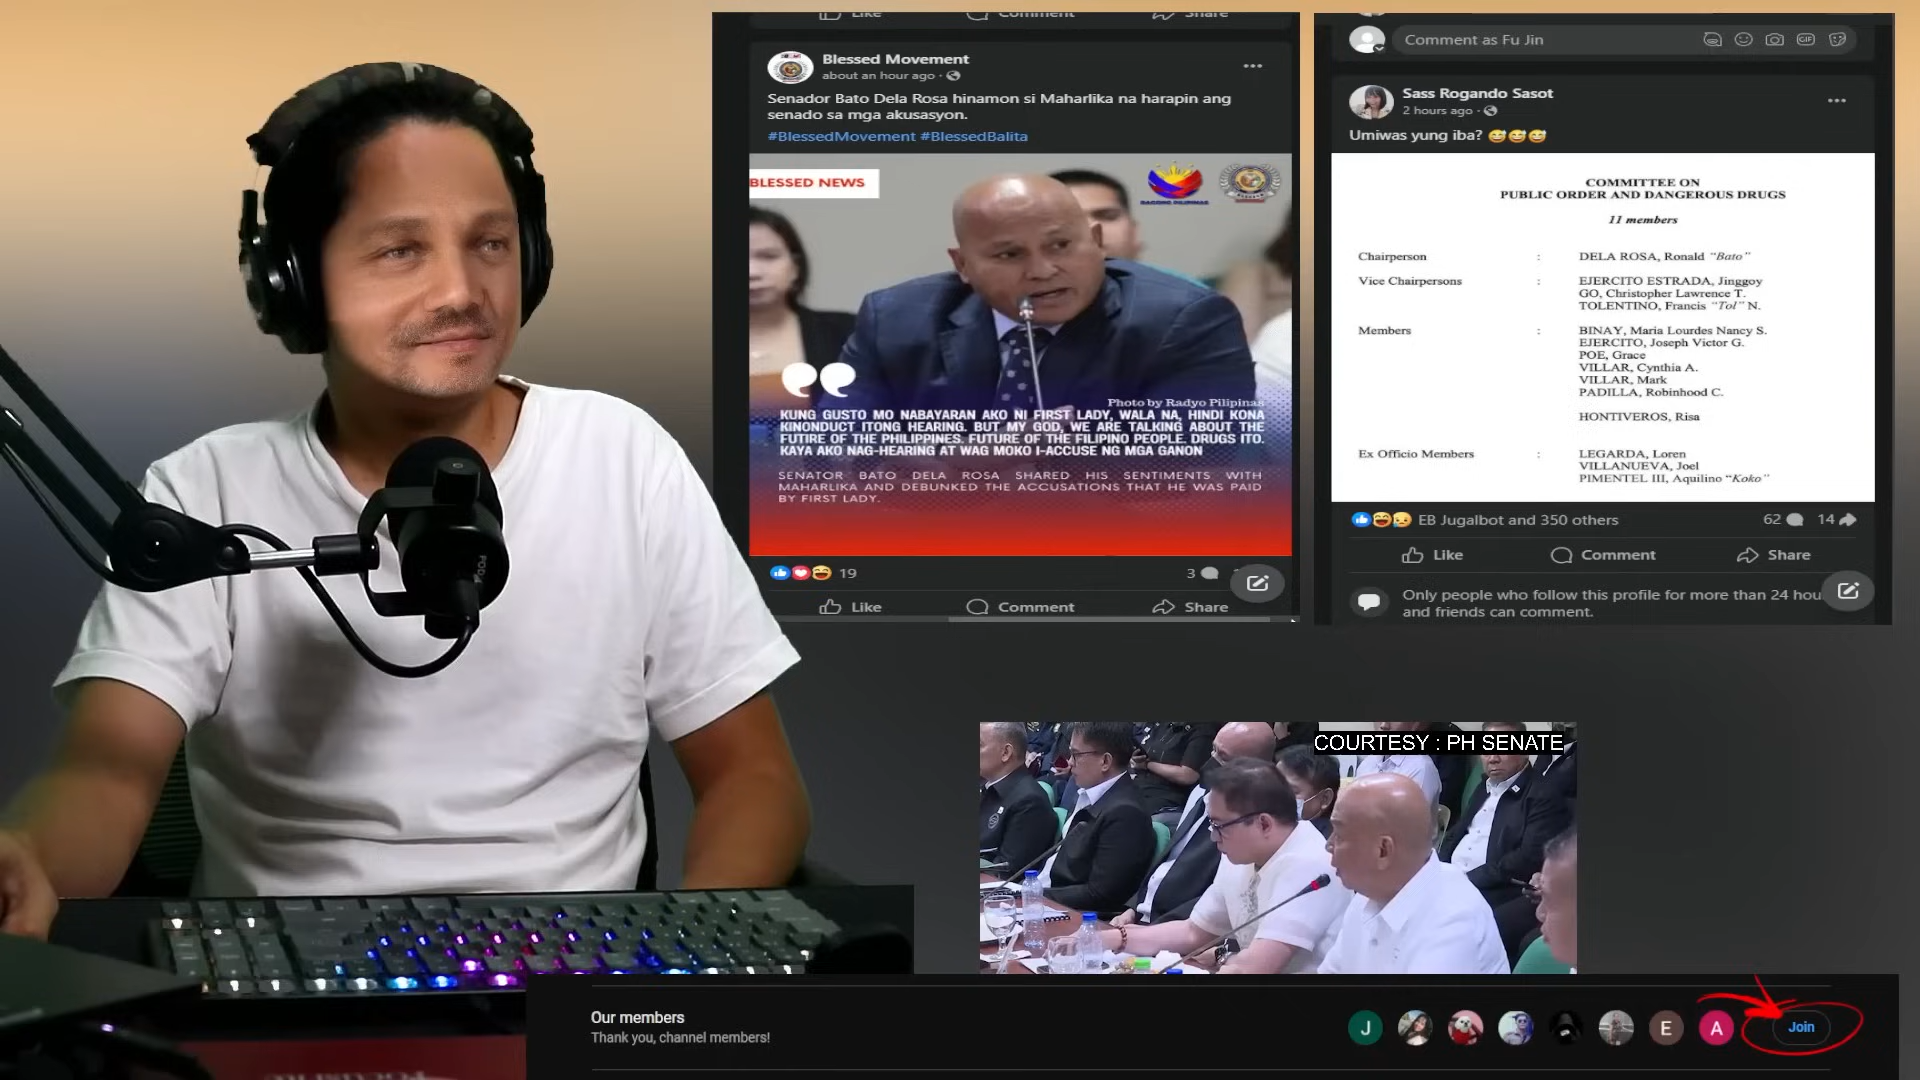 Like Comment Share
Blessed Movement
about an hour ago
Senador Bato Dela Rosa hinamon si Maharlika na harapin ang
senado sa mga akusasyon.
#BlessedMovement #BlessedBalita
BLESSED NEWS
BAGONG PILIPINAS
Photo by Radyo Pilipinas
KUNG GUSTO MO NABAYARAN AKO NI FIRST LADY, WALA NA, HINDI KONA
KINONDUCT ITONG HEARING. BUT MY GOD, WE ARE TALKING ABOUT THE
FUTIRE OF THE PHILIPPINES. FUTURE OF THE FILIPINO PEOPLE. DRUGS ITO.
KAYA AKO NAG-HEARING AT WAG MOKO I-ACCUSE NG MGA GANON
SENATOR BATO DELA ROSA SHARED HIS SENTIMENTS WITH
MAHARLIKA AND DEBUNKED THE ACCUSATIONS THAT HE WAS PAID
BY FIRST LADY.
19 3
Like Comment Share
Comment as Fu Jin
GIF
Sass Rogando Sasot
2 hours ago
Umiwas yung iba? 😅😅😅
COMMITTEE ON
PUBLIC ORDER AND DANGEROUS DRUGS
11 members
Chairperson : DELA ROSA, Ronald "Bato"
Vice Chairpersons : EJERCITO ESTRADA, Jinggoy
GO, Christopher Lawrence T.
TOLENTINO, Francis "Tol" N.
Members : BINAY, Maria Lourdes Nancy S.
EJERCITO, Joseph Victor G.
POE, Grace
VILLAR, Cynthia A.
VILLAR, Mark
PADILLA, Robinhood C.
HONTIVEROS, Risa
Ex Officio Members : LEGARDA, Loren
VILLANUEVA, Joel
PIMENTEL III, Aquilino "Koko"
EB Jugalbot and 350 others 62 14
Like Comment Share
Only people who follow this profile for more than 24 hou
and friends can comment.
COURTESY : PH SENATE
Our members
Thank you, channel members!
J E A Join